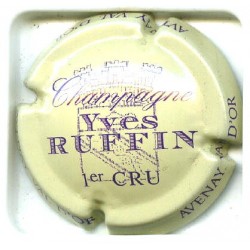 Champagne
Yves
RUFFIN
1er CRU
AVENAY VAL D'OR